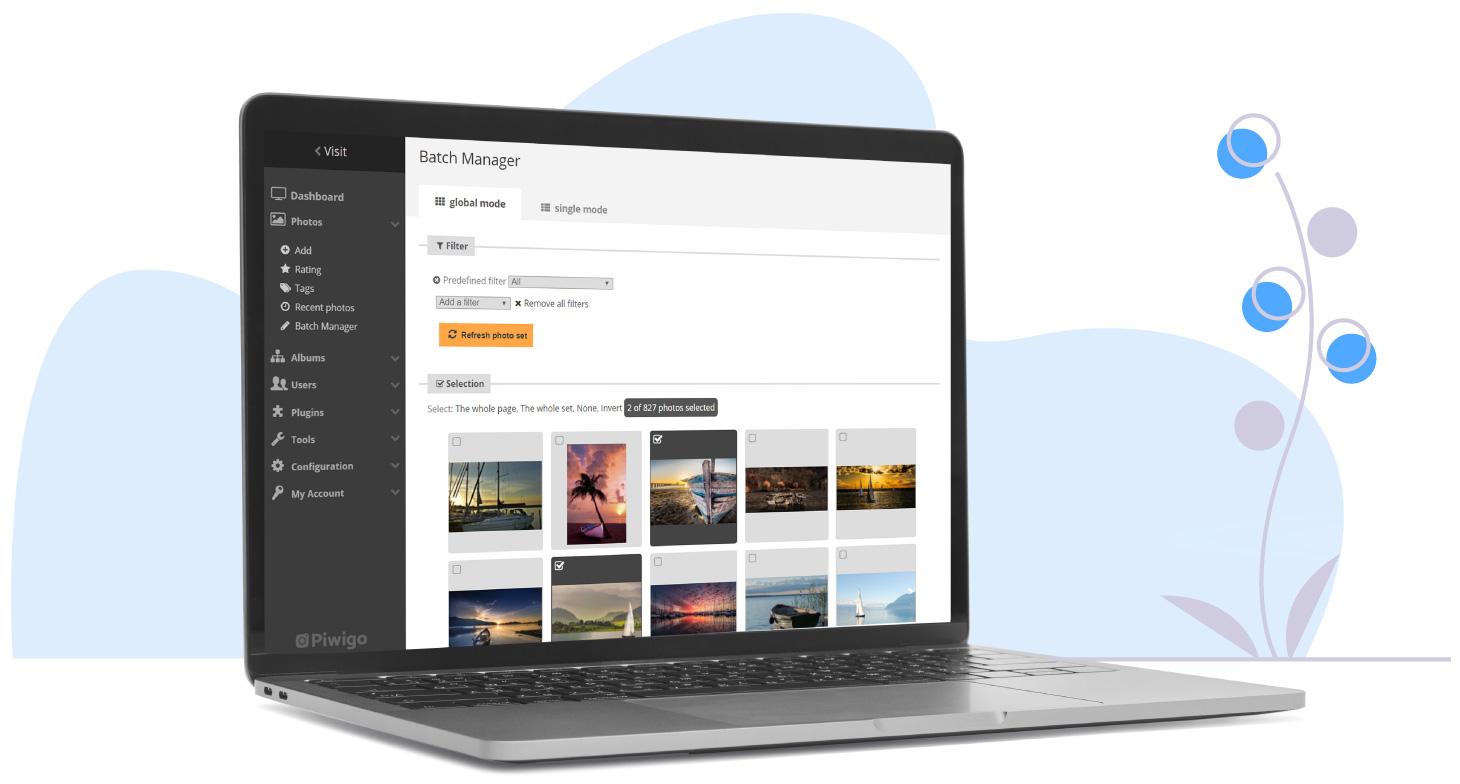 Visit
Dashboard
Photos
Add
Rating
Tags
Recent photos
Batch Manager
Albums
Users
Plugins
Tools
Configuration
My Account
Piwigo
Batch Manager
global mode
single mode
Filter
Predefined filter All
Add a filter Remove all filters
Refresh photo set
Selection
Select: The whole page, The whole set, None, Invert 2 of 827 photos selected